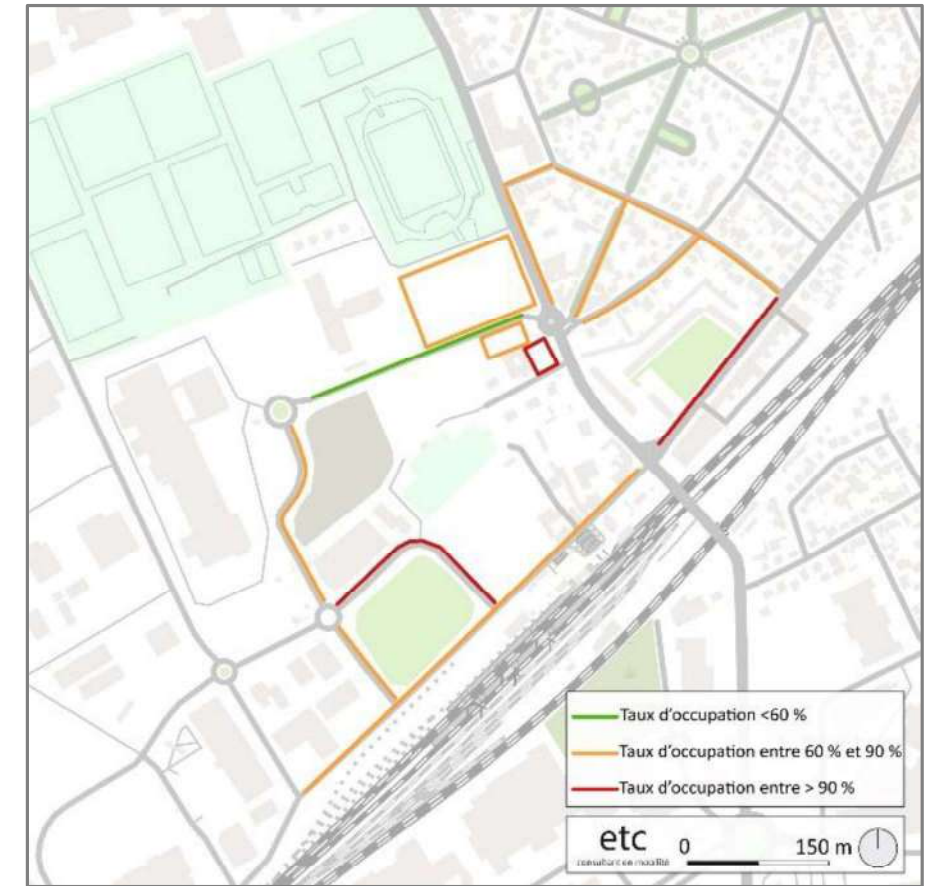 Taux d'occupation <60 %
Taux d'occupation entre 60 % et 90 %
Taux d'occupation entre > 90 %
etc
consultant en mobilité
0 150 m